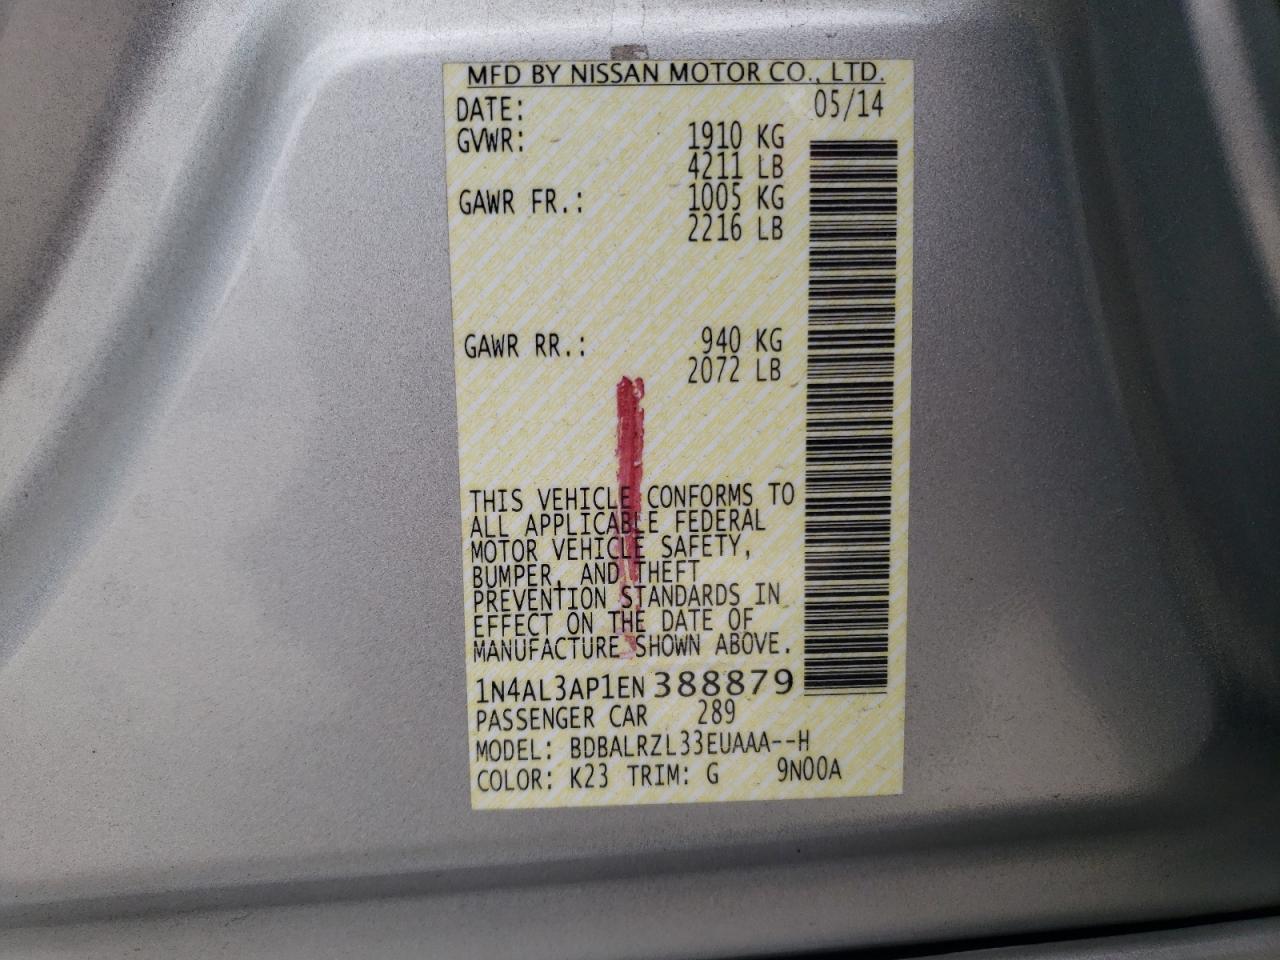 MFD BY NISSAN MOTOR CO., LTD.
DATE: 05/14
GVWR: 1910 KG
4211 LB
GAWR FR.: 1005 KG
2216 LB
GAWR RR.: 940 KG
2072 LB
THIS VEHICLE CONFORMS TO
ALL APPLICABLE FEDERAL
MOTOR VEHICLE SAFETY,
BUMPER, AND THEFT
PREVENTION STANDARDS IN
EFFECT ON THE DATE OF
MANUFACTURE SHOWN ABOVE.
1N4AL3AP1EN388879
PASSENGER CAR 289
MODEL: BDBALRZL33EUAAA--H
COLOR: K23 TRIM: G 9N00A